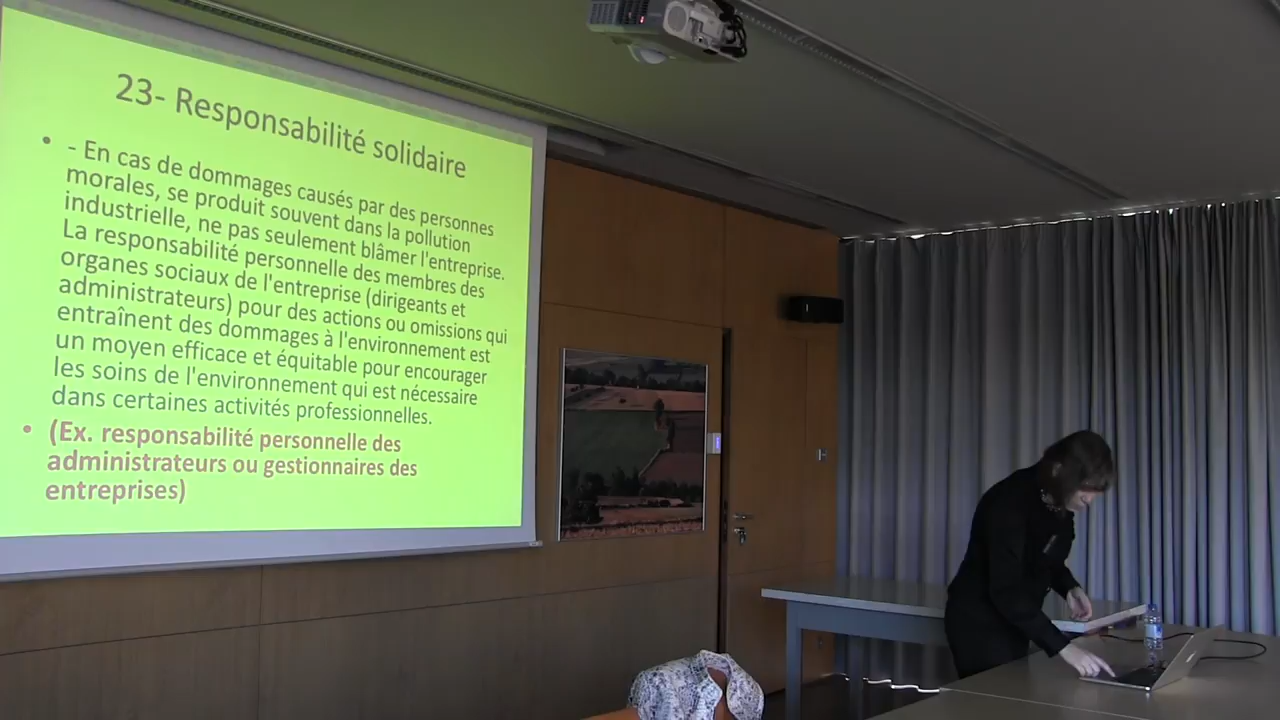 23- Responsabilité solidaire
• - En cas de dommages causés par des personnes
morales, se produit souvent dans la pollution
industrielle, ne pas seulement blâmer l'entreprise.
La responsabilité personnelle des membres des
organes sociaux de l'entreprise (dirigeants et
administrateurs) pour des actions ou omissions qui
entraînent des dommages à l'environnement est
un moyen efficace et équitable pour encourager
les soins de l'environnement qui est nécessaire
dans certaines activités professionnelles.
• (Ex. responsabilité personnelle des
administrateurs ou gestionnaires des
entreprises)